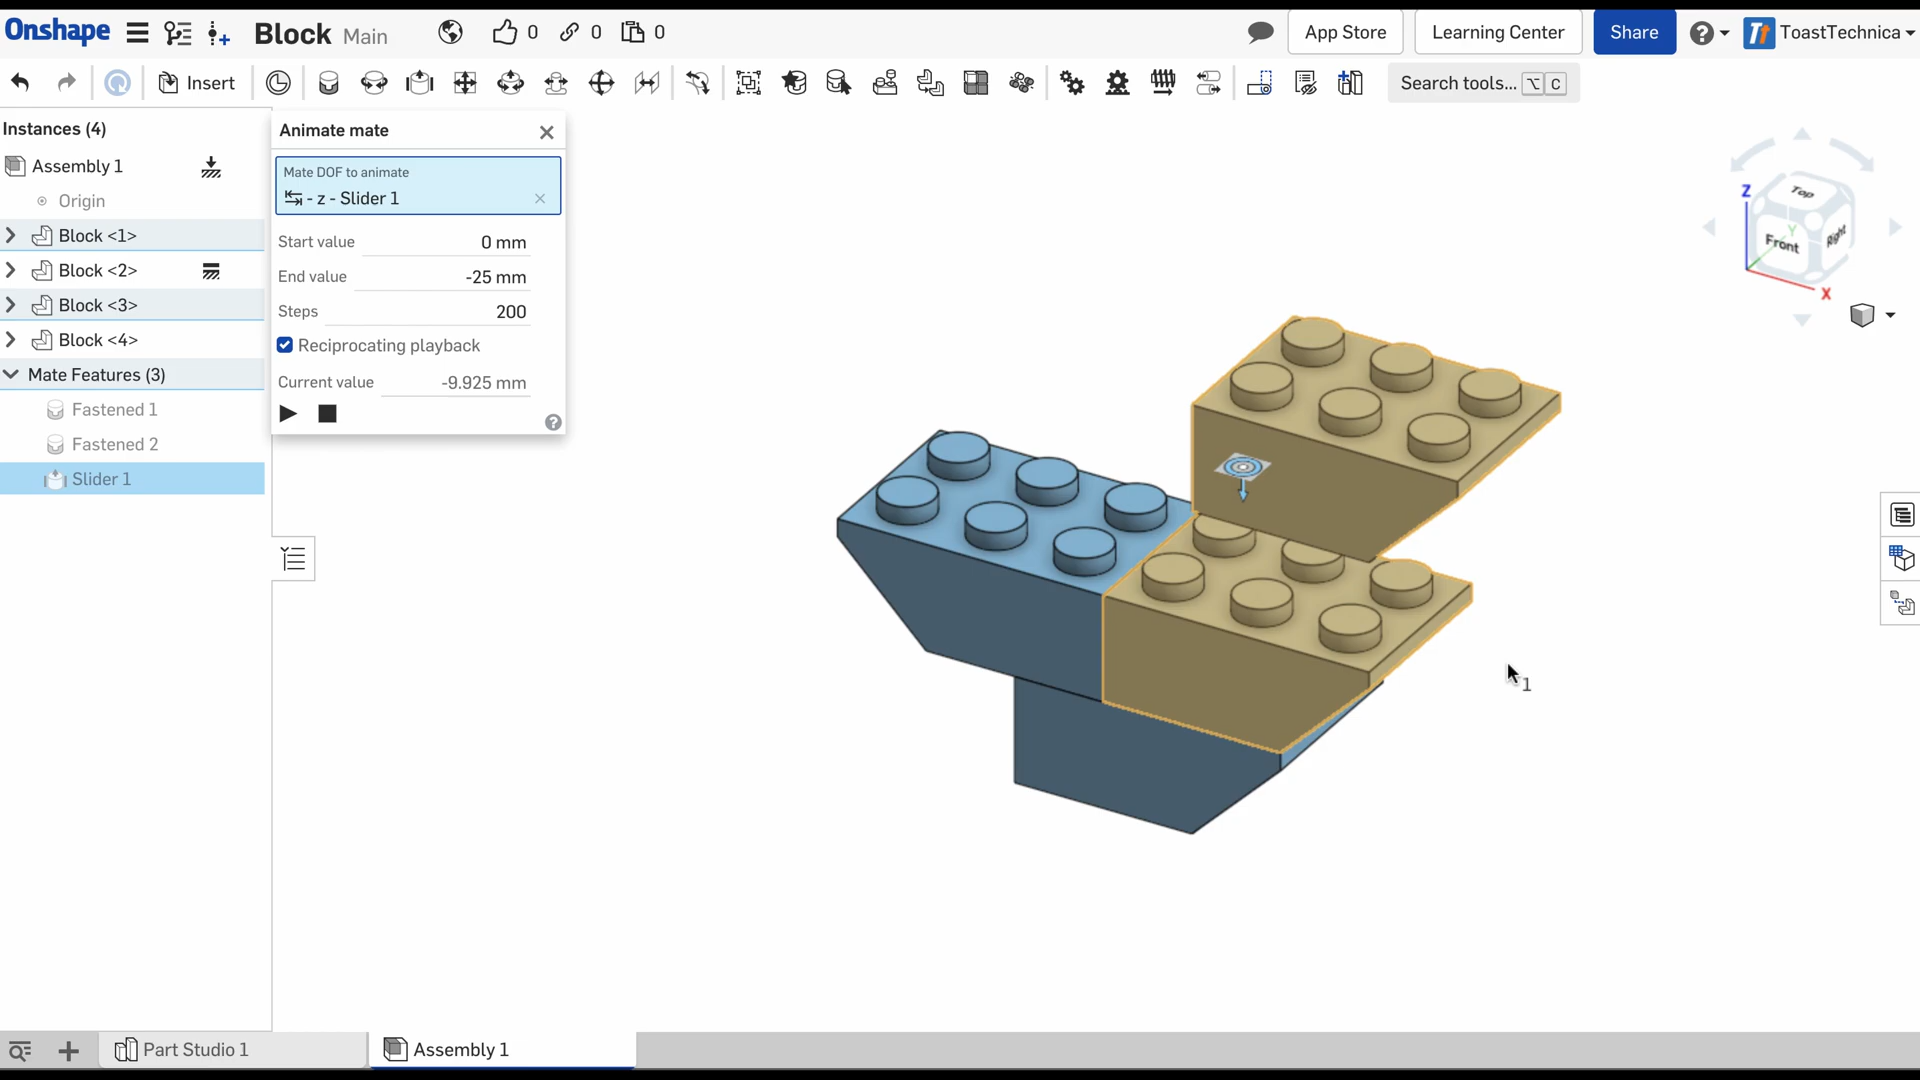 Onshape Block Main 0 0 0 App Store Learning Center Share ? Tt ToastTechnica
Insert Search tools... ⌥ C
Instances (4)
Assembly 1
Origin
Block <1>
Block <2>
Block <3>
Block <4>
Mate Features (3)
Fastened 1
Fastened 2
Slider 1
Animate mate
Mate DOF to animate
- z - Slider 1
Start value 0 mm
End value -25 mm
Steps 200
Reciprocating playback
Current value -9.925 mm
?
Z
Top
Y
Front
Right
X
1
Part Studio 1
Assembly 1